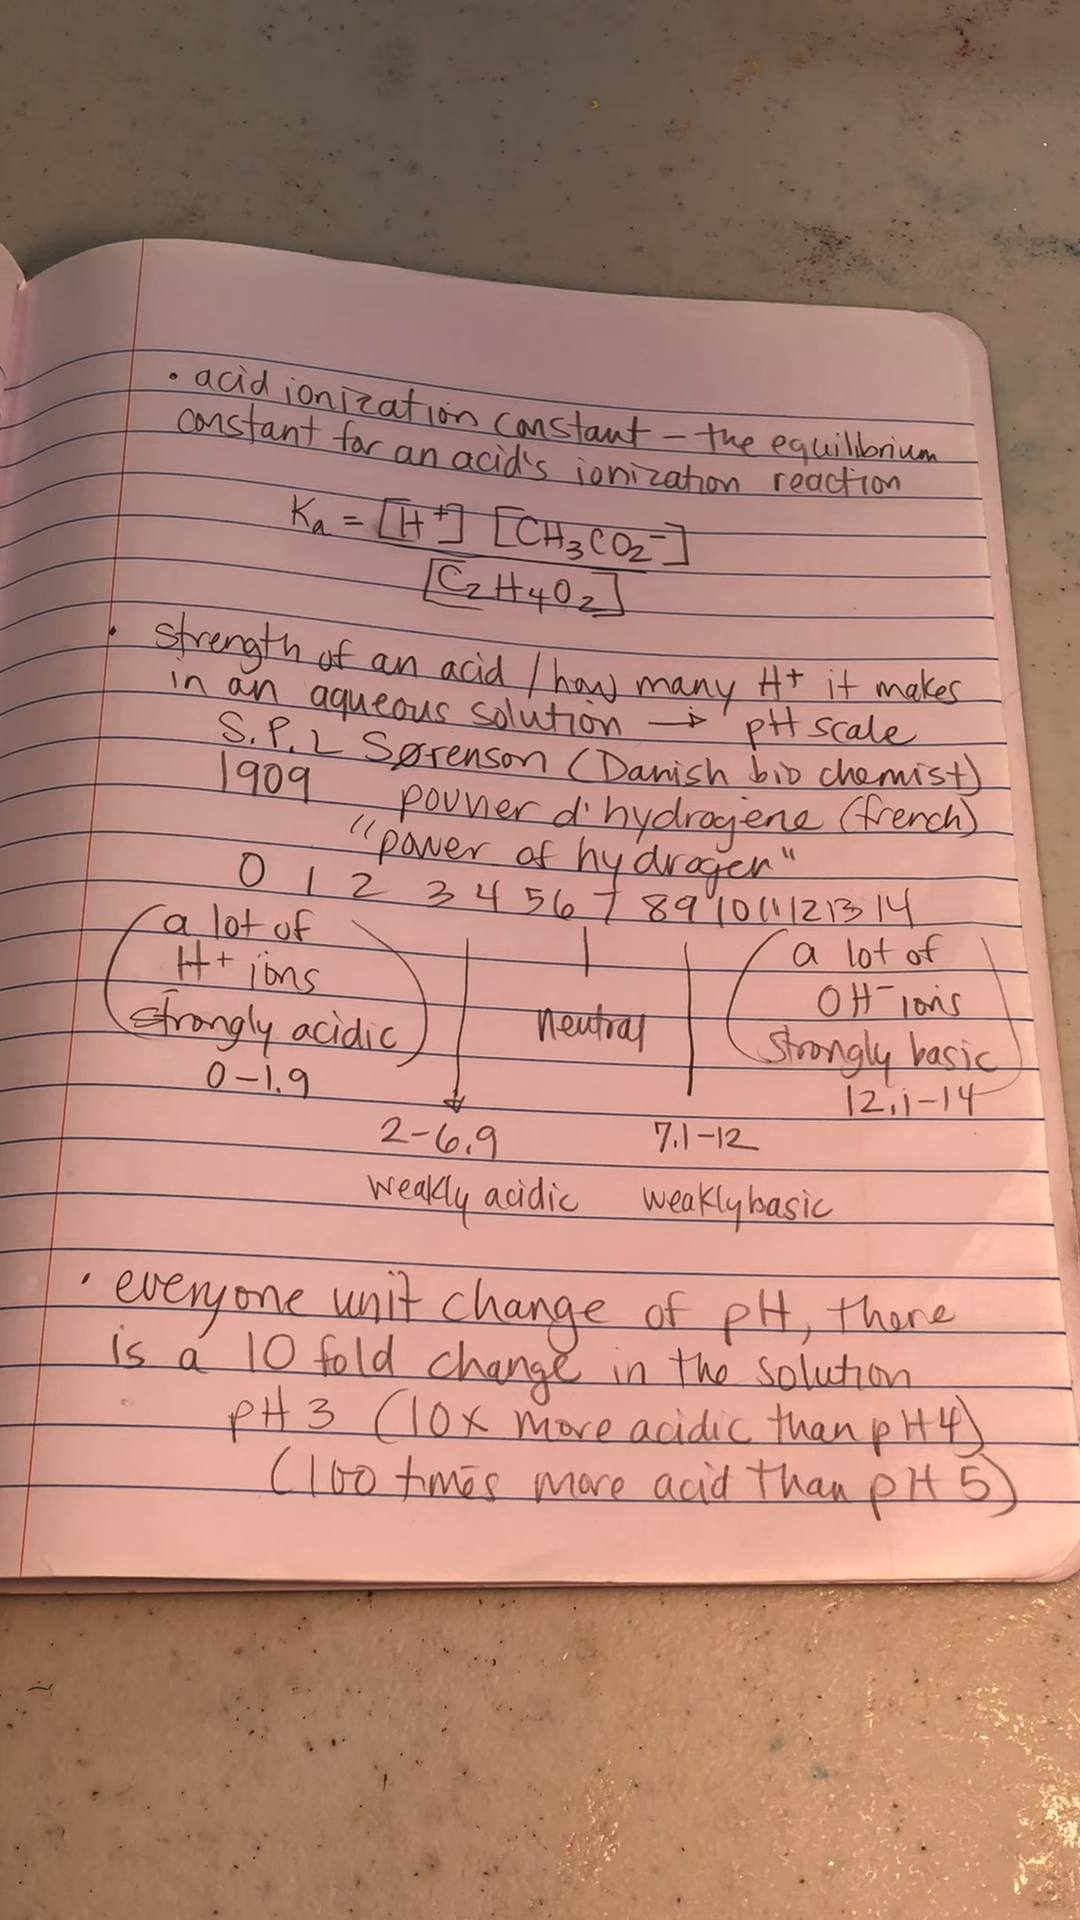 • acid ionization constant – the equilibrium
constant for an acid's ionization reaction
Ka = [H+] [CH3CO2-]
[C2H4O2]
• strength of an acid / how many H+ it makes
in an aqueous solution → pH scale
S.P.L Sørenson (Danish bio chemist)
1909 pouvier d' hydrogène (french)
"power of hydrogen"
0 1 2 3 4 5 6 7 8 9 10 11 12 13 14
a lot of
H+ ions
strongly acidic
0–1.9
neutral
a lot of
OH- ions
strongly basic
12.1–14
2–6.9 7.1–12
weakly acidic weakly basic
• everyone unit change of pH, there
is a 10 fold change in the solution
pH 3 (10x more acidic than pH4)
(100 times more acid than pH 5)